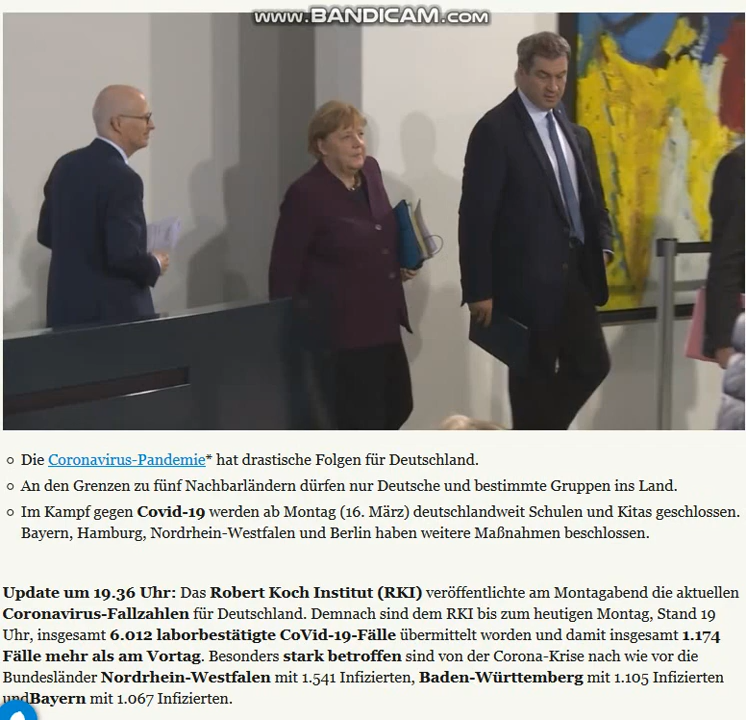 www.BANDICAM.com
○ Die Coronavirus-Pandemie* hat drastische Folgen für Deutschland.
○ An den Grenzen zu fünf Nachbarländern dürfen nur Deutsche und bestimmte Gruppen ins Land.
○ Im Kampf gegen Covid-19 werden ab Montag (16. März) deutschlandweit Schulen und Kitas geschlossen.
Bayern, Hamburg, Nordrhein-Westfalen und Berlin haben weitere Maßnahmen beschlossen.
Update um 19.36 Uhr: Das Robert Koch Institut (RKI) veröffentlichte am Montagabend die aktuellen
Coronavirus-Fallzahlen für Deutschland. Demnach sind dem RKI bis zum heutigen Montag, Stand 19
Uhr, insgesamt 6.012 laborbestätigte CoVid-19-Fälle übermittelt worden und damit insgesamt 1.174
Fälle mehr als am Vortag. Besonders stark betroffen sind von der Corona-Krise nach wie vor die
Bundesländer Nordrhein-Westfalen mit 1.541 Infizierten, Baden-Württemberg mit 1.105 Infizierten
undBayern mit 1.067 Infizierten.